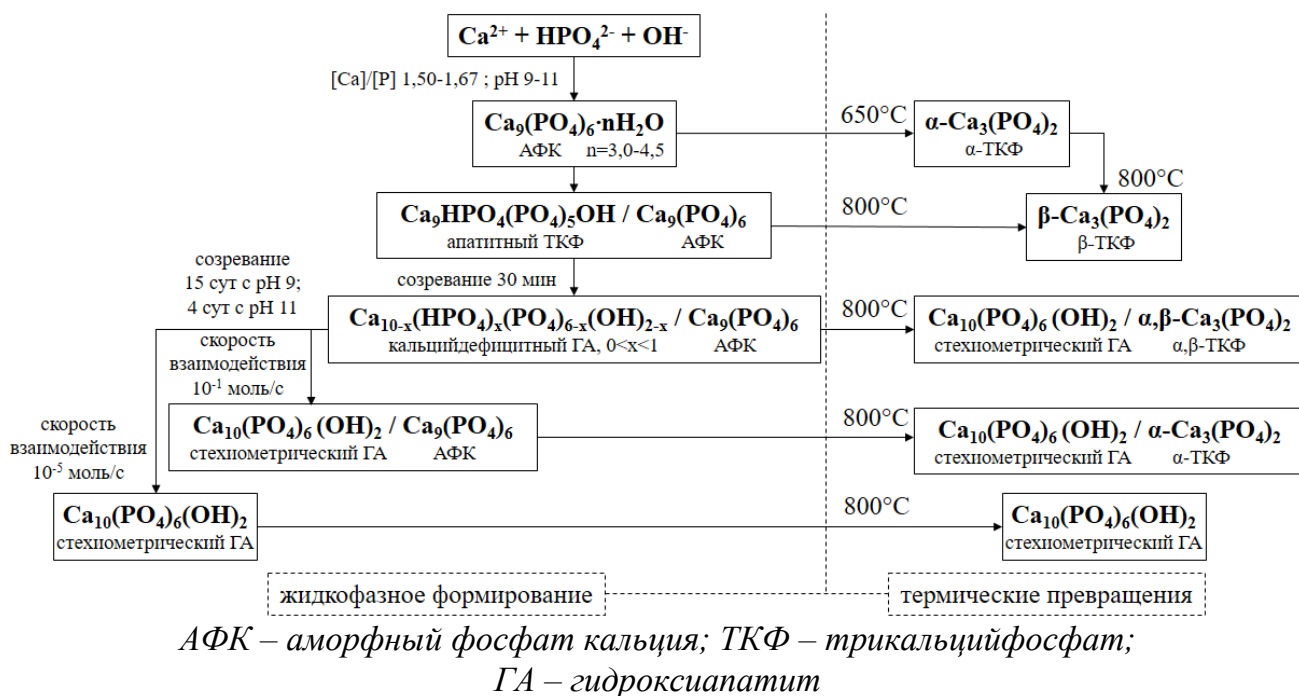 Ca²⁺ + HPO₄²⁻ + OH⁻
[Ca]/[P] 1,50-1,67 ; pH 9-11
Ca₉(PO₄)₆·nH₂O
АФК n=3,0-4,5
650°C
α-Ca₃(PO₄)₂
α-ТКФ
800°C
Ca₉HPO₄(PO₄)₅OH / Ca₉(PO₄)₆
апатитный ТКФ АФК
800°C
β-Ca₃(PO₄)₂
β-ТКФ
созревание
15 сут с pH 9;
4 сут с pH 11
созревание 30 мин
Ca₁₀₋ₓ(HPO₄)ₓ(PO₄)₆₋ₓ(OH)₂₋ₓ / Ca₉(PO₄)₆
кальцийдефицитный ГА, 0<x<1 АФК
800°C
Ca₁₀(PO₄)₆ (OH)₂ / α,β-Ca₃(PO₄)₂
стехиометрический ГА α,β-ТКФ
скорость
взаимодействия
10⁻¹ моль/с
Ca₁₀(PO₄)₆ (OH)₂ / Ca₉(PO₄)₆
стехиометрический ГА АФК
800°C
Ca₁₀(PO₄)₆ (OH)₂ / α-Ca₃(PO₄)₂
стехиометрический ГА α-ТКФ
скорость
взаимодействия
10⁻⁵ моль/с
Ca₁₀(PO₄)₆(OH)₂
стехиометрический ГА
800°C
Ca₁₀(PO₄)₆(OH)₂
стехиометрический ГА
жидкофазное формирование
термические превращения
АФК – аморфный фосфат кальция; ТКФ – трикальцийфосфат;
ГА – гидроксиапатит